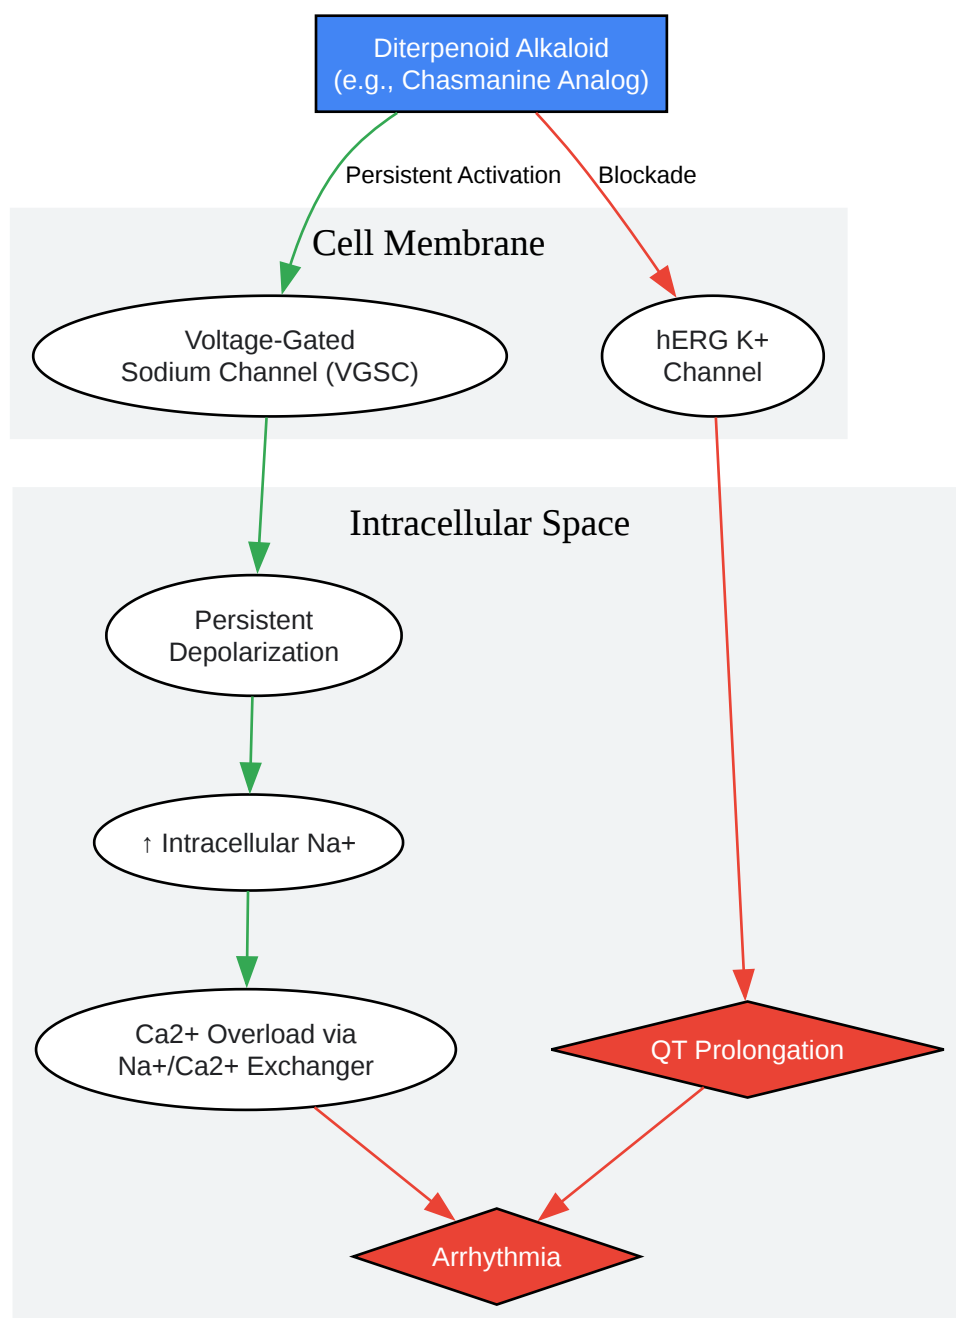 Diterpenoid Alkaloid
(e.g., Chasmanine Analog)
Persistent Activation
Blockade
Cell Membrane
Voltage-Gated
Sodium Channel (VGSC)
hERG K+
Channel
Intracellular Space
Persistent
Depolarization
↑ Intracellular Na+
Ca2+ Overload via
Na+/Ca2+ Exchanger
QT Prolongation
Arrhythmia